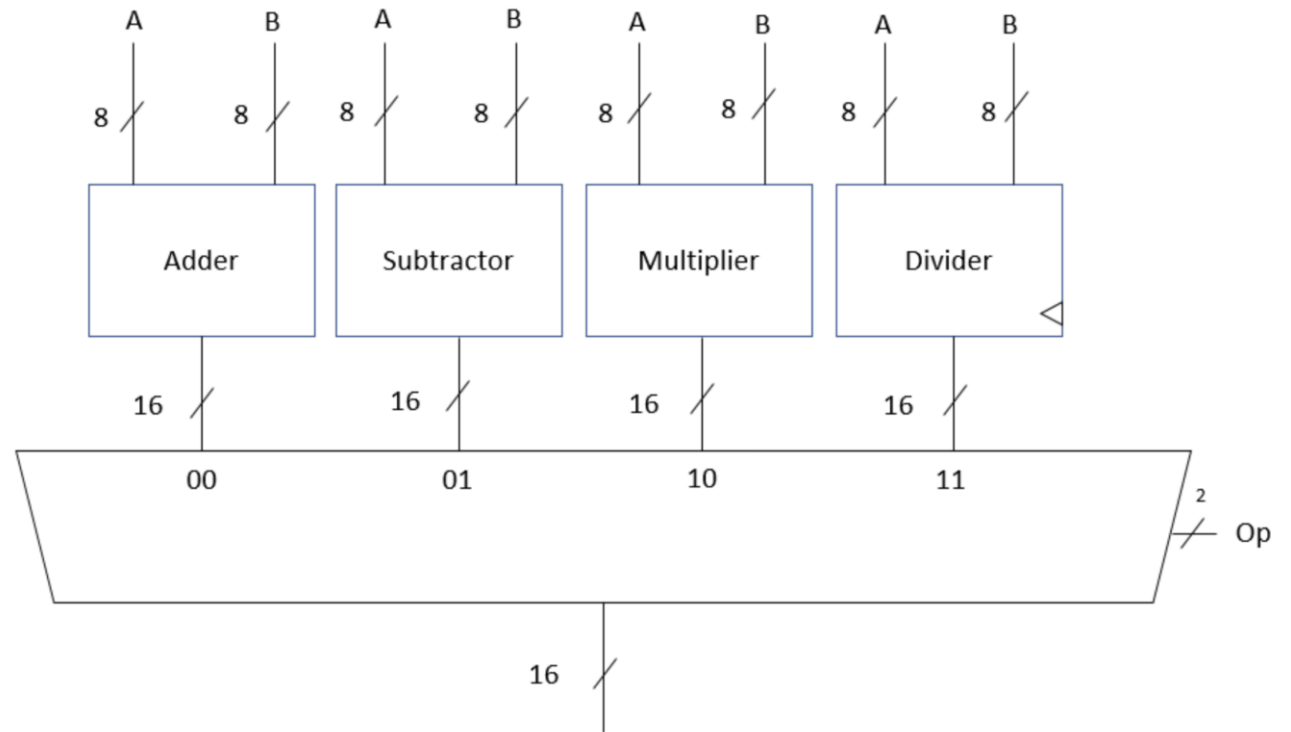 A B A B A B A B
8 8 8 8 8 8 8 8
Adder Subtractor Multiplier Divider
16 16 16 16
00 01 10 11
2
Op
16